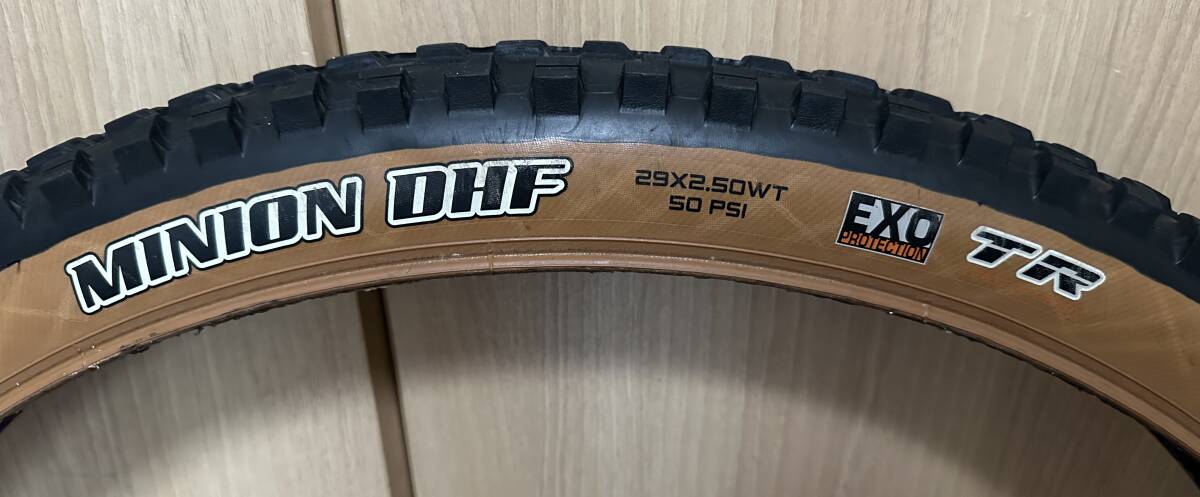 MINION DHF
29X2.50WT
50 PSI
EXO
PROTECTION
TR